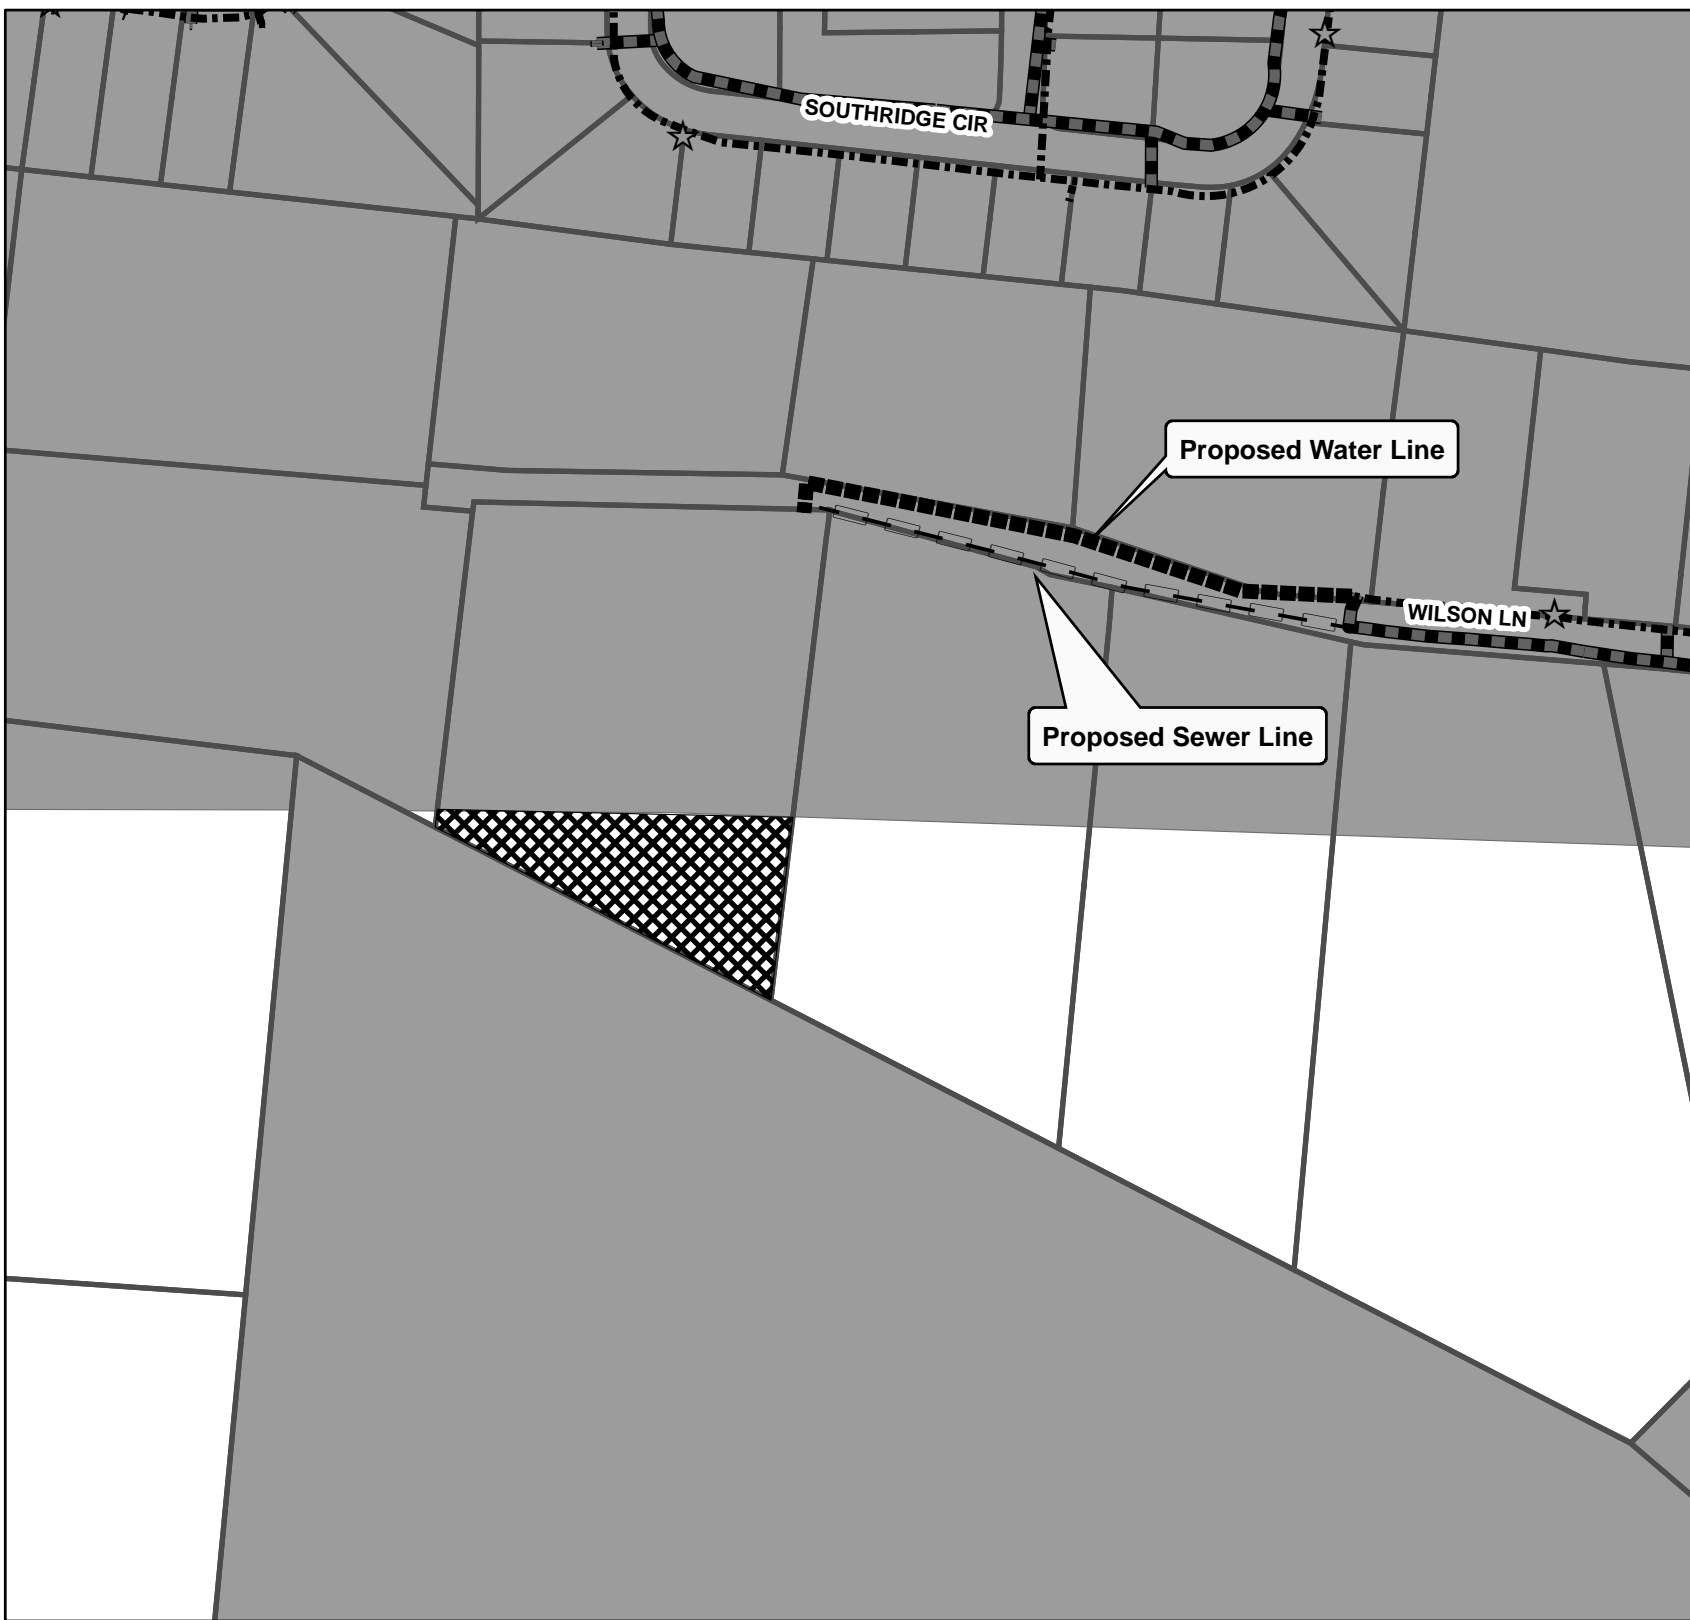 SOUTHRIDGE CIR
Proposed Water Line
WILSON LN
Proposed Sewer Line